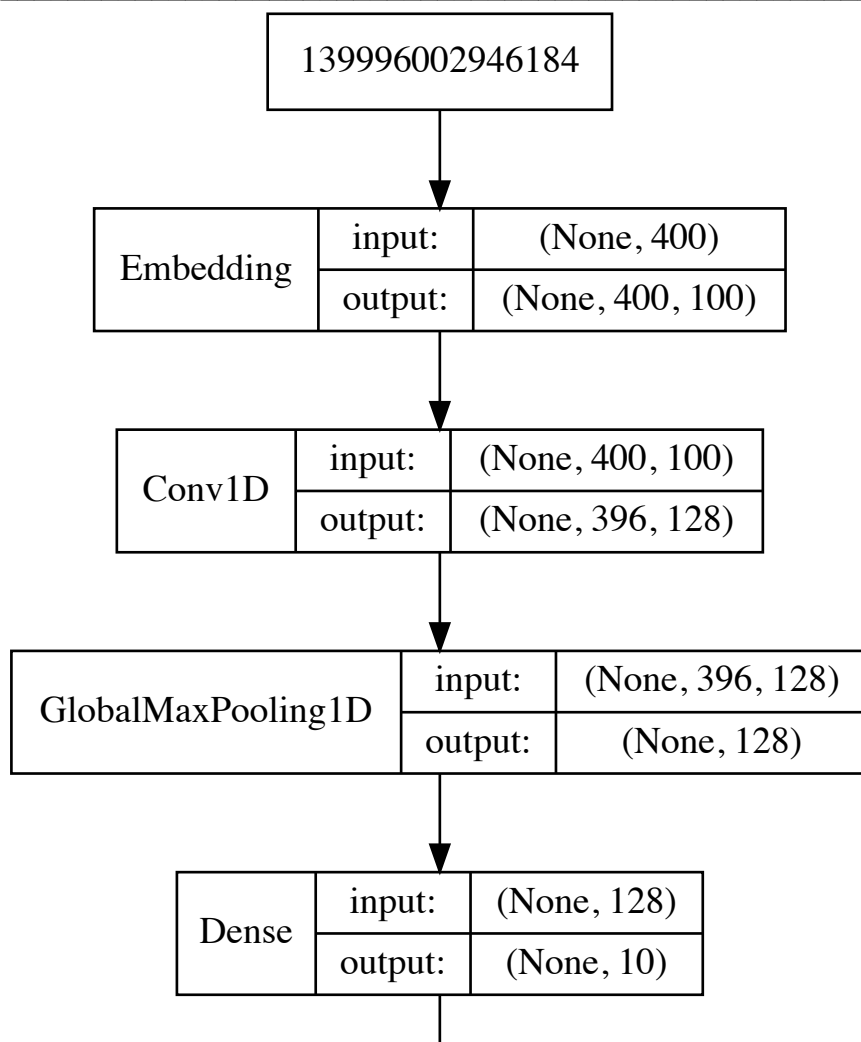 139996002946184
Embedding
input:
(None, 400)
output:
(None, 400, 100)
Conv1D
input:
(None, 400, 100)
output:
(None, 396, 128)
GlobalMaxPooling1D
input:
(None, 396, 128)
output:
(None, 128)
Dense
input:
(None, 128)
output:
(None, 10)